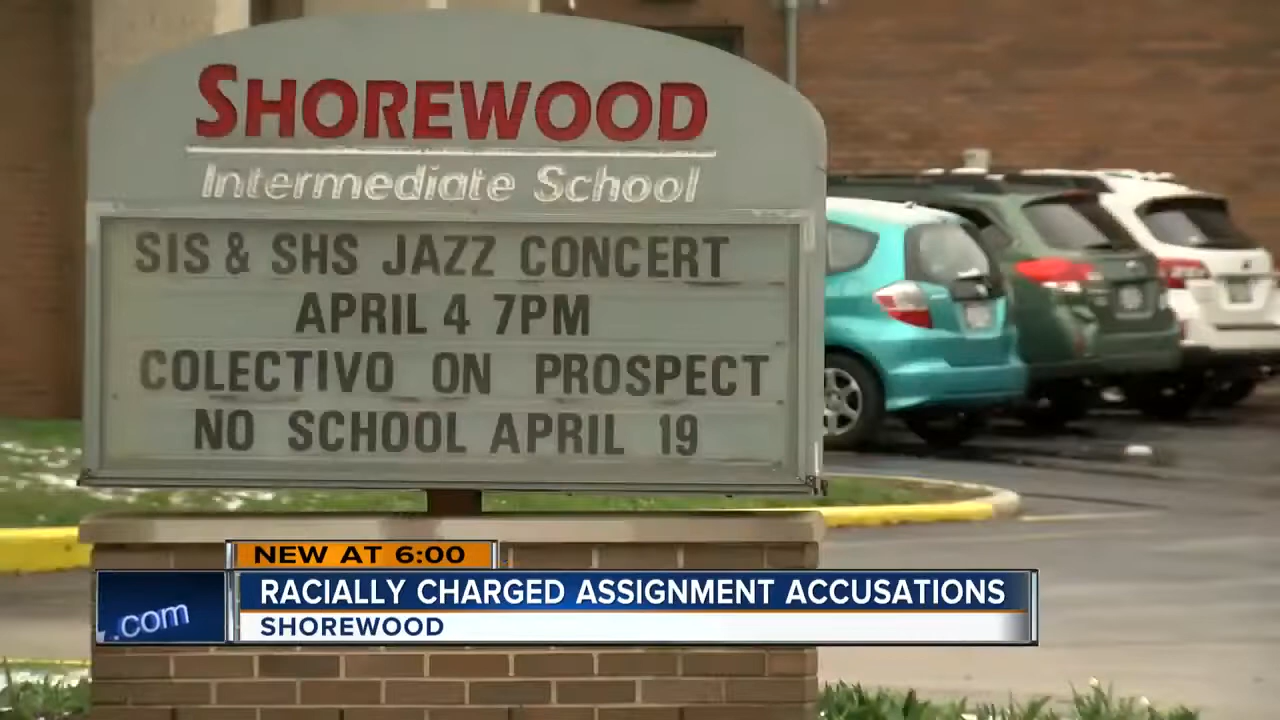 SHOREWOOD
Intermediate School
SIS & SHS JAZZ CONCERT
APRIL 4 7PM
COLECTIVO ON PROSPECT
NO SCHOOL APRIL 19
NEW AT 6:00
RACIALLY CHARGED ASSIGNMENT ACCUSATIONS
.com
SHOREWOOD